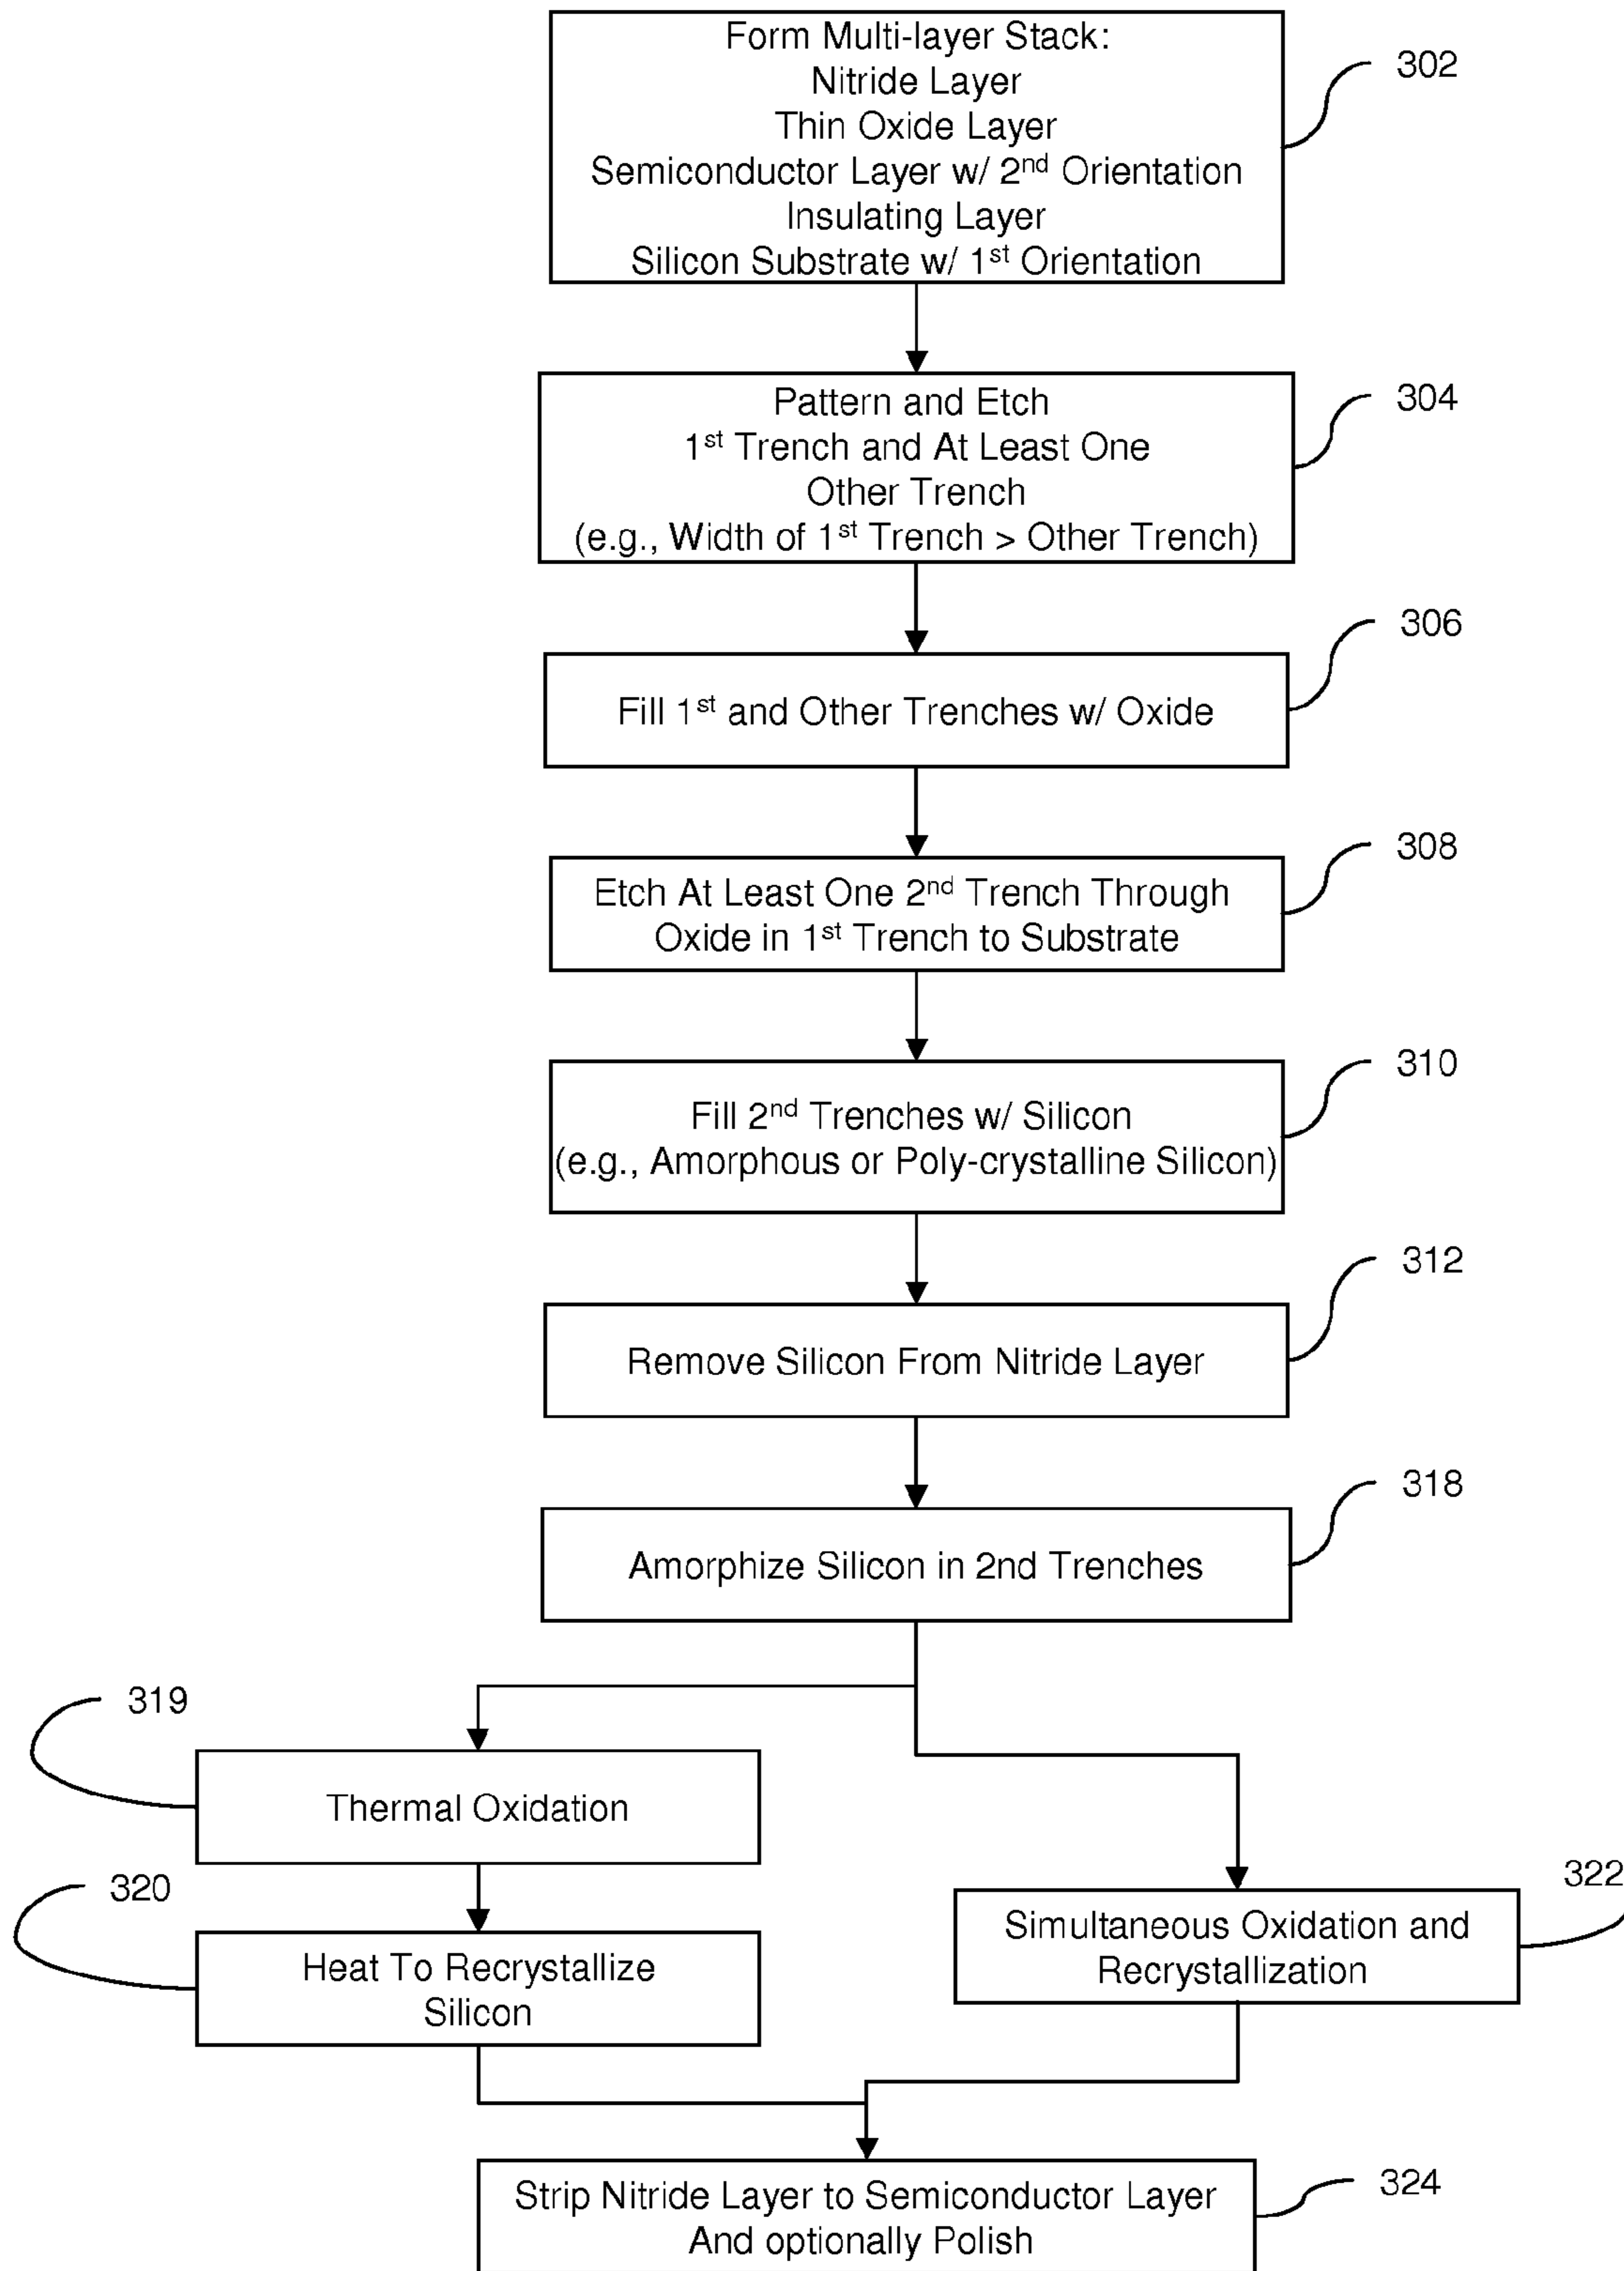 Form Multi-layer Stack:
Nitride Layer
Thin Oxide Layer
Semiconductor Layer w/ 2nd Orientation
Insulating Layer
Silicon Substrate w/ 1st Orientation
302
Pattern and Etch
1st Trench and At Least One
Other Trench
(e.g., Width of 1st Trench > Other Trench)
304
Fill 1st and Other Trenches w/ Oxide
306
Etch At Least One 2nd Trench Through
Oxide in 1st Trench to Substrate
308
Fill 2nd Trenches w/ Silicon
(e.g., Amorphous or Poly-crystalline Silicon)
310
Remove Silicon From Nitride Layer
312
Amorphize Silicon in 2nd Trenches
318
319
Thermal Oxidation
320
Heat To Recrystallize
Silicon
322
Simultaneous Oxidation and
Recrystallization
Strip Nitride Layer to Semiconductor Layer
And optionally Polish
324